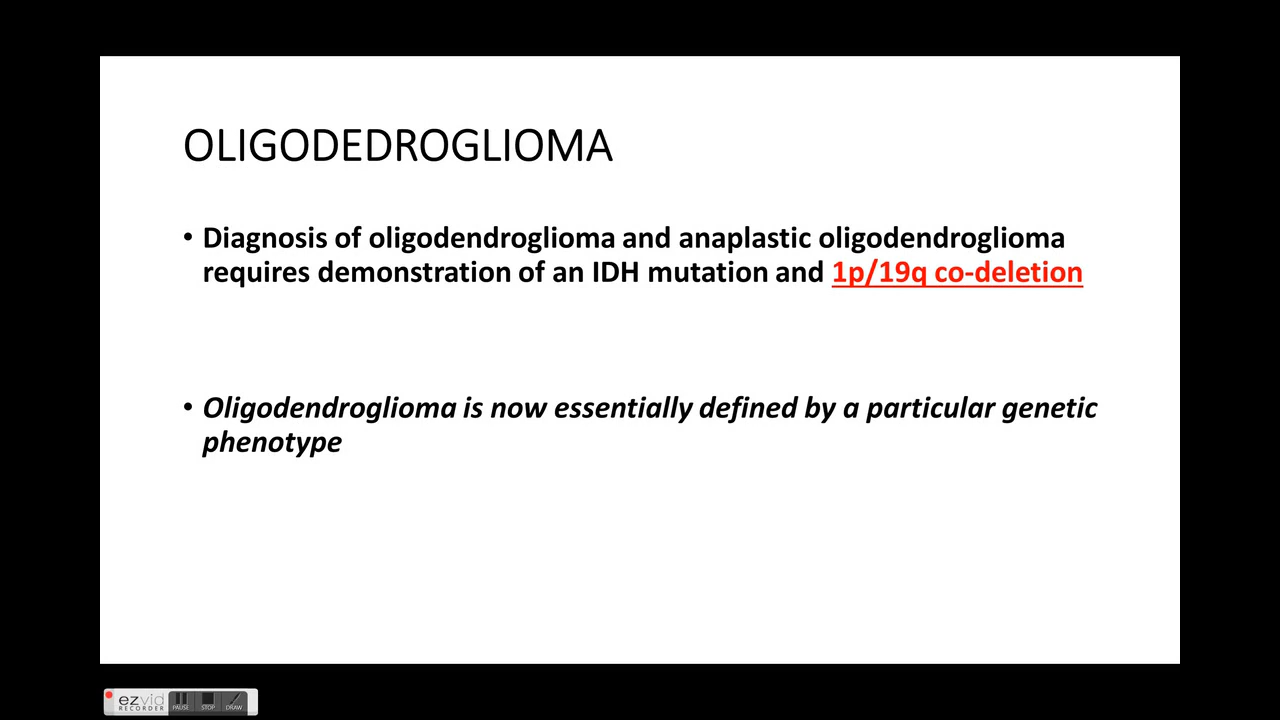 OLIGODEDROGLIOMA
• Diagnosis of oligodendroglioma and anaplastic oligodendroglioma
requires demonstration of an IDH mutation and 1p/19q co-deletion
• Oligodendroglioma is now essentially defined by a particular genetic
phenotype
ezvid
RECORDER
PAUSE STOP DRAW